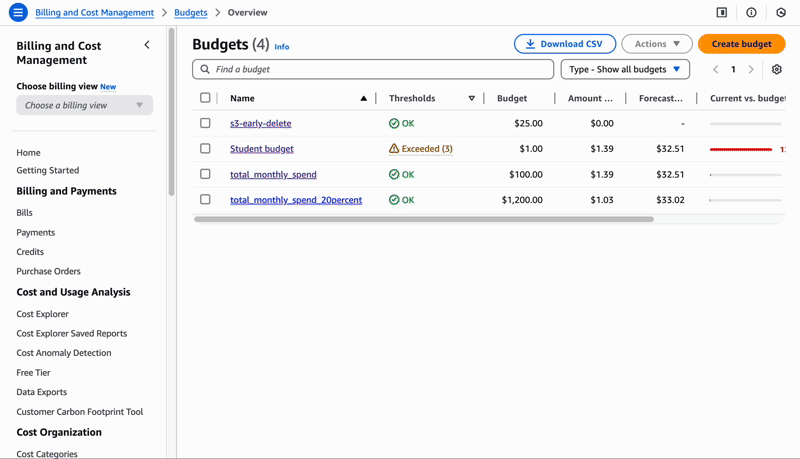 Billing and Cost Management > Budgets > Overview
Billing and Cost Management
Choose billing view New
Choose a billing view
Home
Getting Started
Billing and Payments
Bills
Payments
Credits
Purchase Orders
Cost and Usage Analysis
Cost Explorer
Cost Explorer Saved Reports
Cost Anomaly Detection
Free Tier
Data Exports
Customer Carbon Footprint Tool
Cost Organization
Cost Categories
Budgets (4) Info
Download CSV Actions Create budget
Find a budget Type - Show all budgets 1
Name Thresholds Budget Amount ... Forecast... Current vs. budget
s3-early-delete OK $25.00 $0.00 -
Student budget Exceeded (3) $1.00 $1.39 $32.51
total_monthly_spend OK $100.00 $1.39 $32.51
total_monthly_spend_20percent OK $1,200.00 $1.03 $33.02